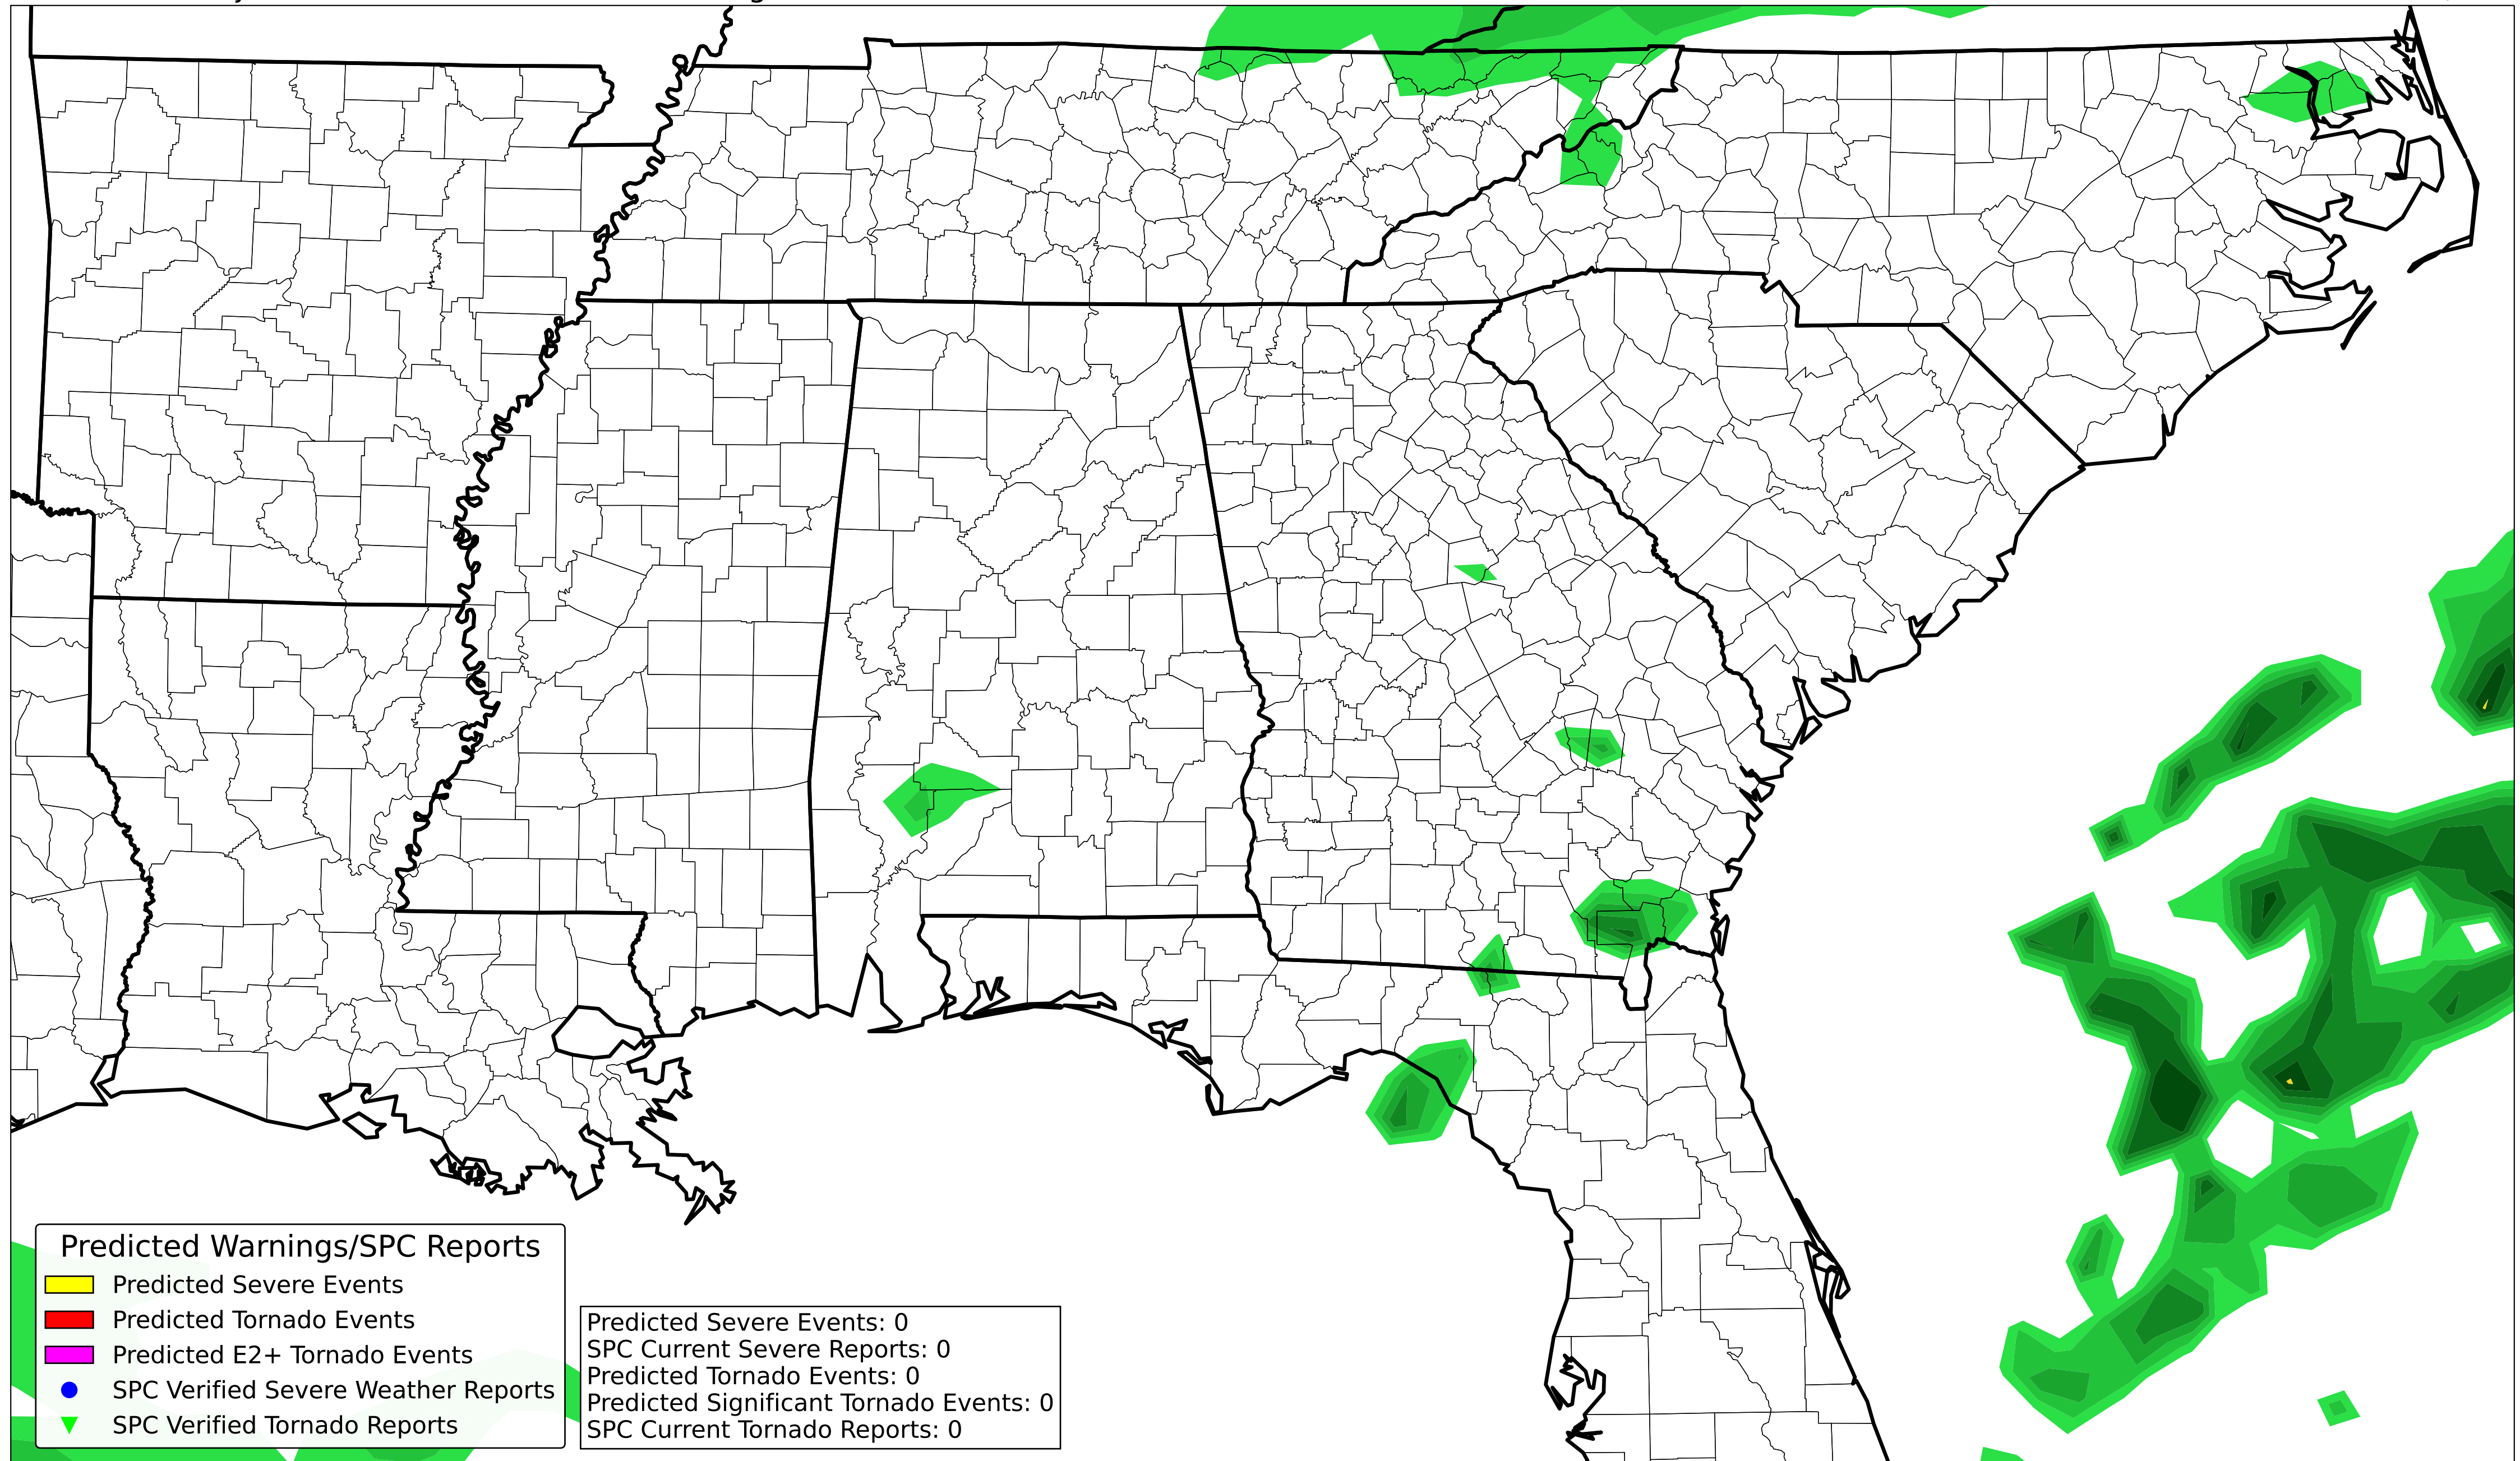 Predicted Warnings/SPC Reports
Predicted Severe Events
Predicted Tornado Events
Predicted E2+ Tornado Events
SPC Verified Severe Weather Reports
SPC Verified Tornado Reports
Predicted Severe Events: 0
SPC Current Severe Reports: 0
Predicted Tornado Events: 0
Predicted Significant Tornado Events: 0
SPC Current Tornado Reports: 0